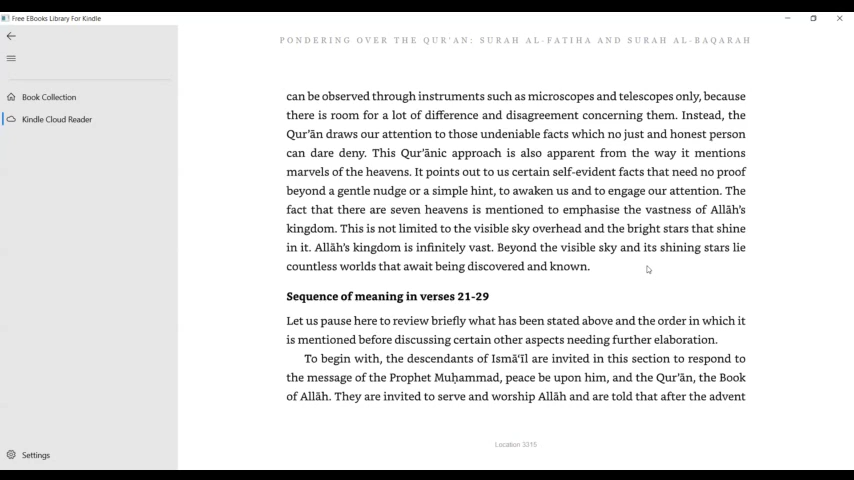 Free EBooks Library For Kindle
PONDERING OVER THE QUR'AN: SURAH AL-FATIHA AND SURAH AL-BAQARAH
Book Collection
Kindle Cloud Reader
can be observed through instruments such as microscopes and telescopes only, because
there is room for a lot of difference and disagreement concerning them. Instead, the
Qur'ān draws our attention to those undeniable facts which no just and honest person
can dare deny. This Qur'ānic approach is also apparent from the way it mentions
marvels of the heavens. It points out to us certain self-evident facts that need no proof
beyond a gentle nudge or a simple hint, to awaken us and to engage our attention. The
fact that there are seven heavens is mentioned to emphasise the vastness of Allāh's
kingdom. This is not limited to the visible sky overhead and the bright stars that shine
in it. Allāh's kingdom is infinitely vast. Beyond the visible sky and its shining stars lie
countless worlds that await being discovered and known.
Sequence of meaning in verses 21-29
Let us pause here to review briefly what has been stated above and the order in which it
is mentioned before discussing certain other aspects needing further elaboration.
To begin with, the descendants of Ismā'īl are invited in this section to respond to
the message of the Prophet Muḥammad, peace be upon him, and the Qur'ān, the Book
of Allāh. They are invited to serve and worship Allāh and are told that after the advent
Location 3315
Settings